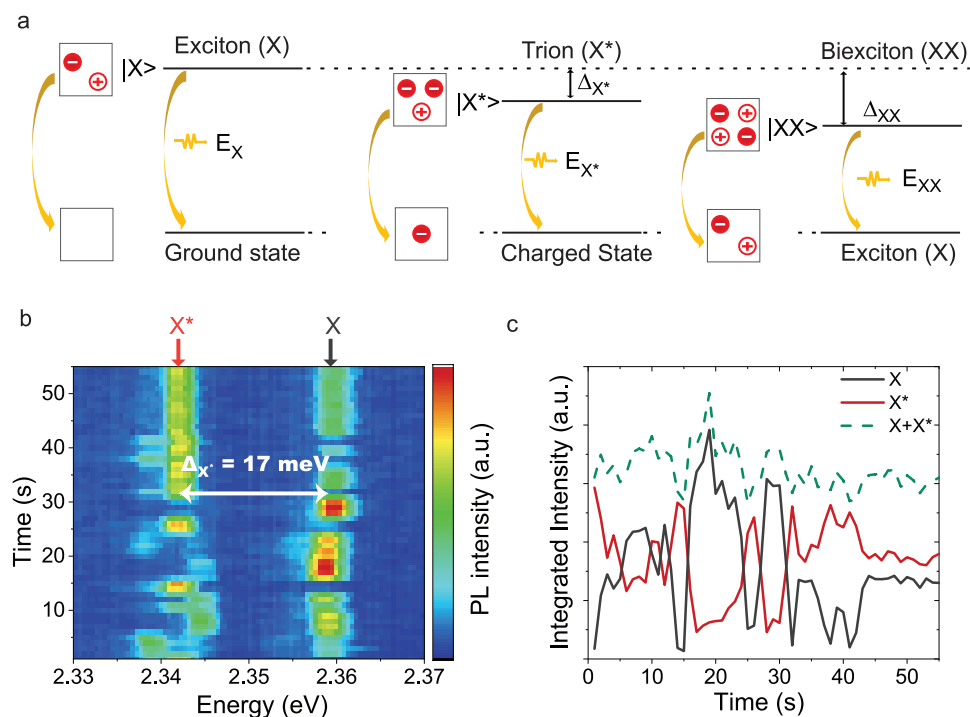 a
Exciton (X)
Trion (X*)
Biexciton (XX)
|X>
Δ_X*
|X*>
Δ_XX
|XX>
E_X
E_X*
E_XX
Ground state
Charged State
Exciton (X)
b
X*
X
50
40
30
20
10
Time (s)
Δ_X* = 17 meV
2.33
2.34
2.35
2.36
2.37
Energy (eV)
PL intensity (a.u.)
c
X
X*
X+X*
Integrated Intensity (a.u.)
0
10
20
30
40
50
Time (s)